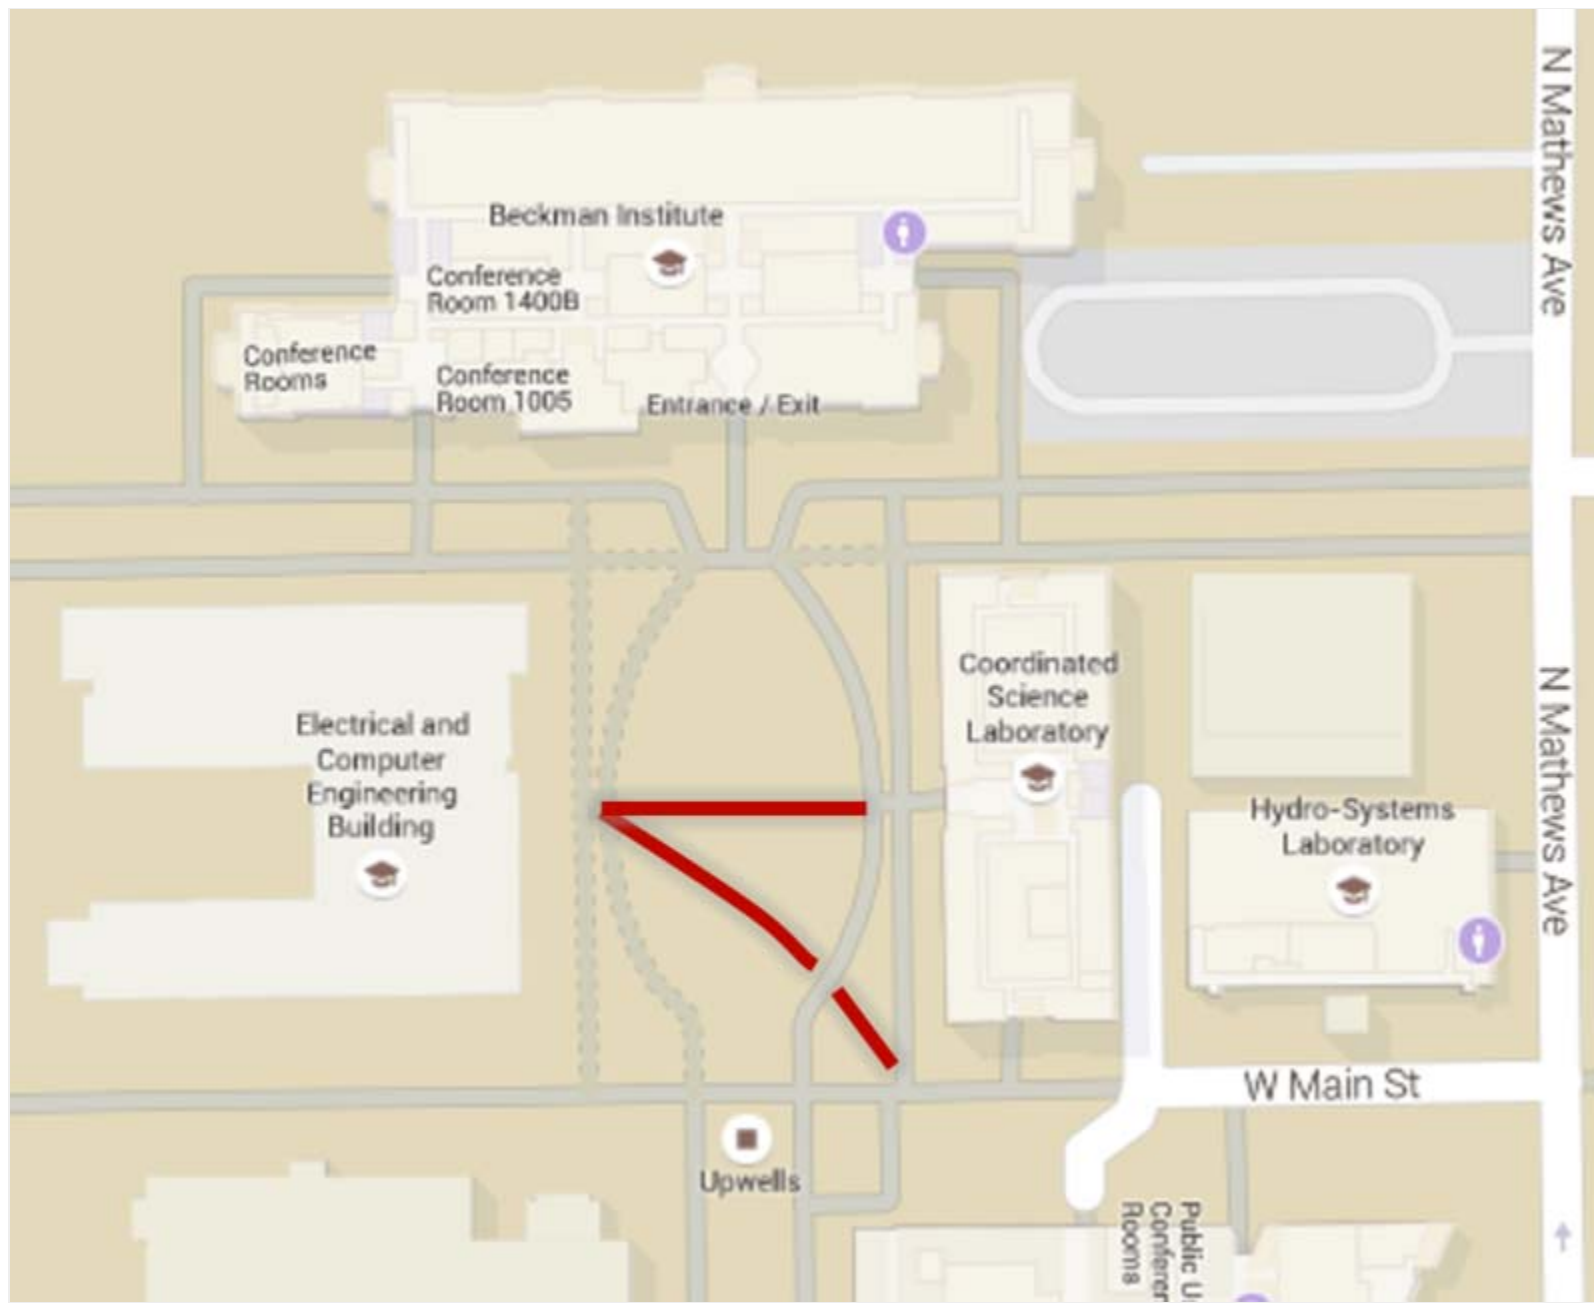 N Mathews Ave
Beckman Institute
Conference
Room 1400B
Conference
Rooms
Conference
Room 1005
Entrance / Exit
Coordinated
Science
Laboratory
Electrical and
Computer
Engineering
Building
Hydro-Systems
Laboratory
N Mathews Ave
W Main St
Upwells
Public
Rooms